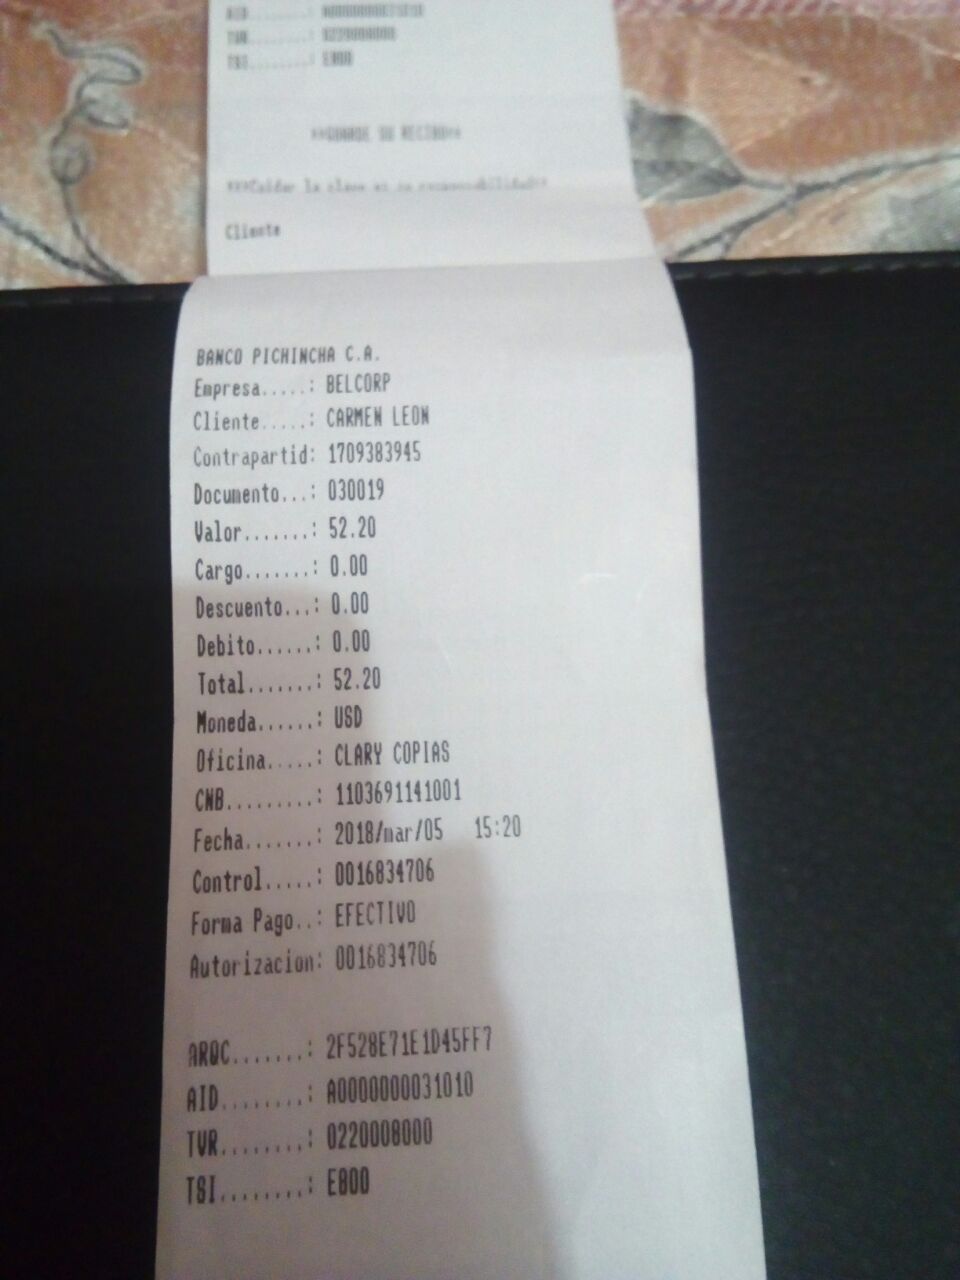 AID........:
TVR........: 0220008000
TSI........: E800
**GUARDE SU RECIBO**
***Cuidar la clave es su responsabilidad**
Cliente
BANCO PICHINCHA C.A.
Empresa.....: BELCORP
Cliente.....: CARMEN LEON
Contrapartid: 1709383945
Documento...: 030019
Valor.......: 52.20
Cargo.......: 0.00
Descuento...: 0.00
Debito......: 0.00
Total.......: 52.20
Moneda......: USD
Oficina.....: CLARY COPIAS
CNB.........: 1103691141001
Fecha.......: 2018/mar/05 15:20
Control.....: 0016834706
Forma Pago..: EFECTIVO
Autorizacion: 0016834706
ARQC.......: 2F528E71E1D45FF7
AID........: A0000000031010
TVR........: 0220008000
TSI........: E800